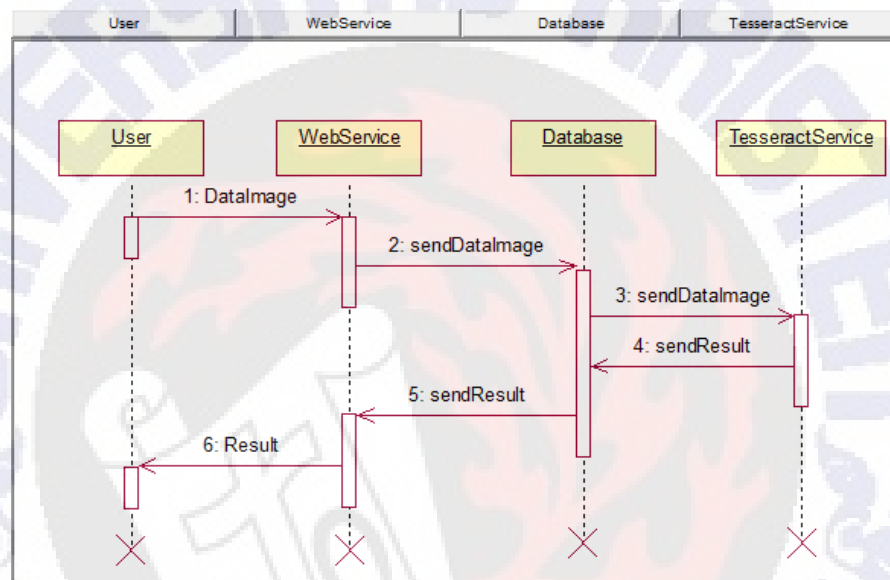 User WebService Database TesseractService
User WebService Database TesseractService
1: DataImage
2: sendDataImage
3: sendDataImage
4: sendResult
5: sendResult
6: Result